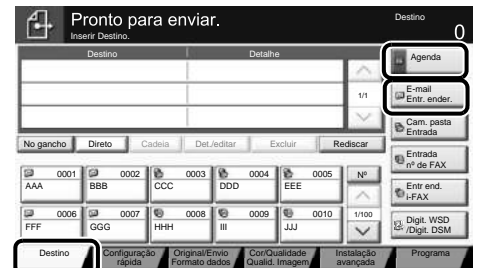 Pronto para enviar.
Inserir Destino.
Destino
0
Destino Detalhe
1/1
Agenda
E-mail
Entr. ender.
Cam. pasta
Entrada
Entrada
nº de FAX
Entr end.
i-FAX
Digit. WSD
/Digit. DSM
No gancho Direto Cadeia Det./editar Excluir Rediscar
0001 0002 0003 0004 0005 Nº
AAA BBB CCC DDD EEE
0006 0007 0008 0009 0010 1/100
FFF GGG HHH III JJJ
Destino
Configuração
rápida
Original/Envio
Formato dados
Cor/Qualidade
Qualid. Imagem
Instalação
avançada
Programa